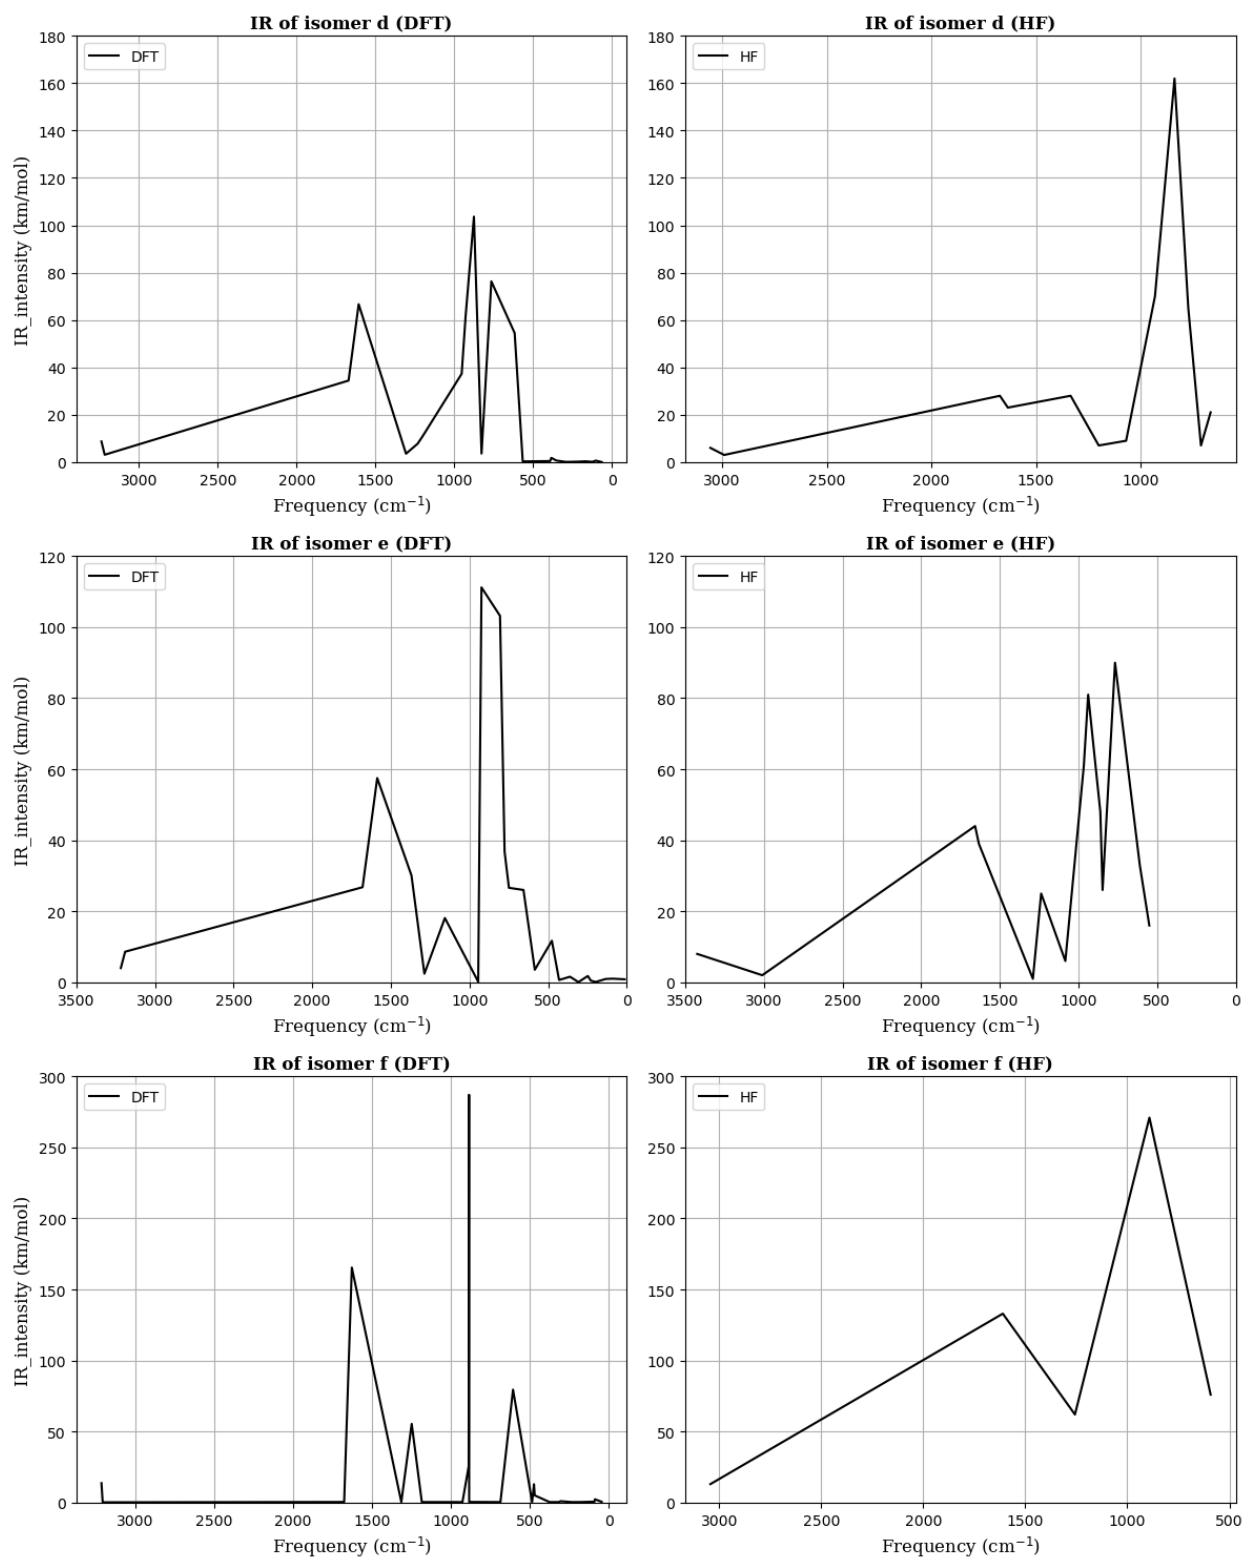 IR of isomer d (DFT)
IR_intensity (km/mol)
180
160
140
120
100
80
60
40
20
0
DFT
3000 2500 2000 1500 1000 500 0
Frequency (cm⁻¹)
IR of isomer d (HF)
180
160
140
120
100
80
60
40
20
0
HF
3000 2500 2000 1500 1000
Frequency (cm⁻¹)
IR of isomer e (DFT)
IR_intensity (km/mol)
120
100
80
60
40
20
0
DFT
3500 3000 2500 2000 1500 1000 500 0
Frequency (cm⁻¹)
IR of isomer e (HF)
120
100
80
60
40
20
0
HF
3500 3000 2500 2000 1500 1000 500 0
Frequency (cm⁻¹)
IR of isomer f (DFT)
IR_intensity (km/mol)
300
250
200
150
100
50
0
DFT
3000 2500 2000 1500 1000 500 0
Frequency (cm⁻¹)
IR of isomer f (HF)
300
250
200
150
100
50
0
HF
3000 2500 2000 1500 1000 500
Frequency (cm⁻¹)